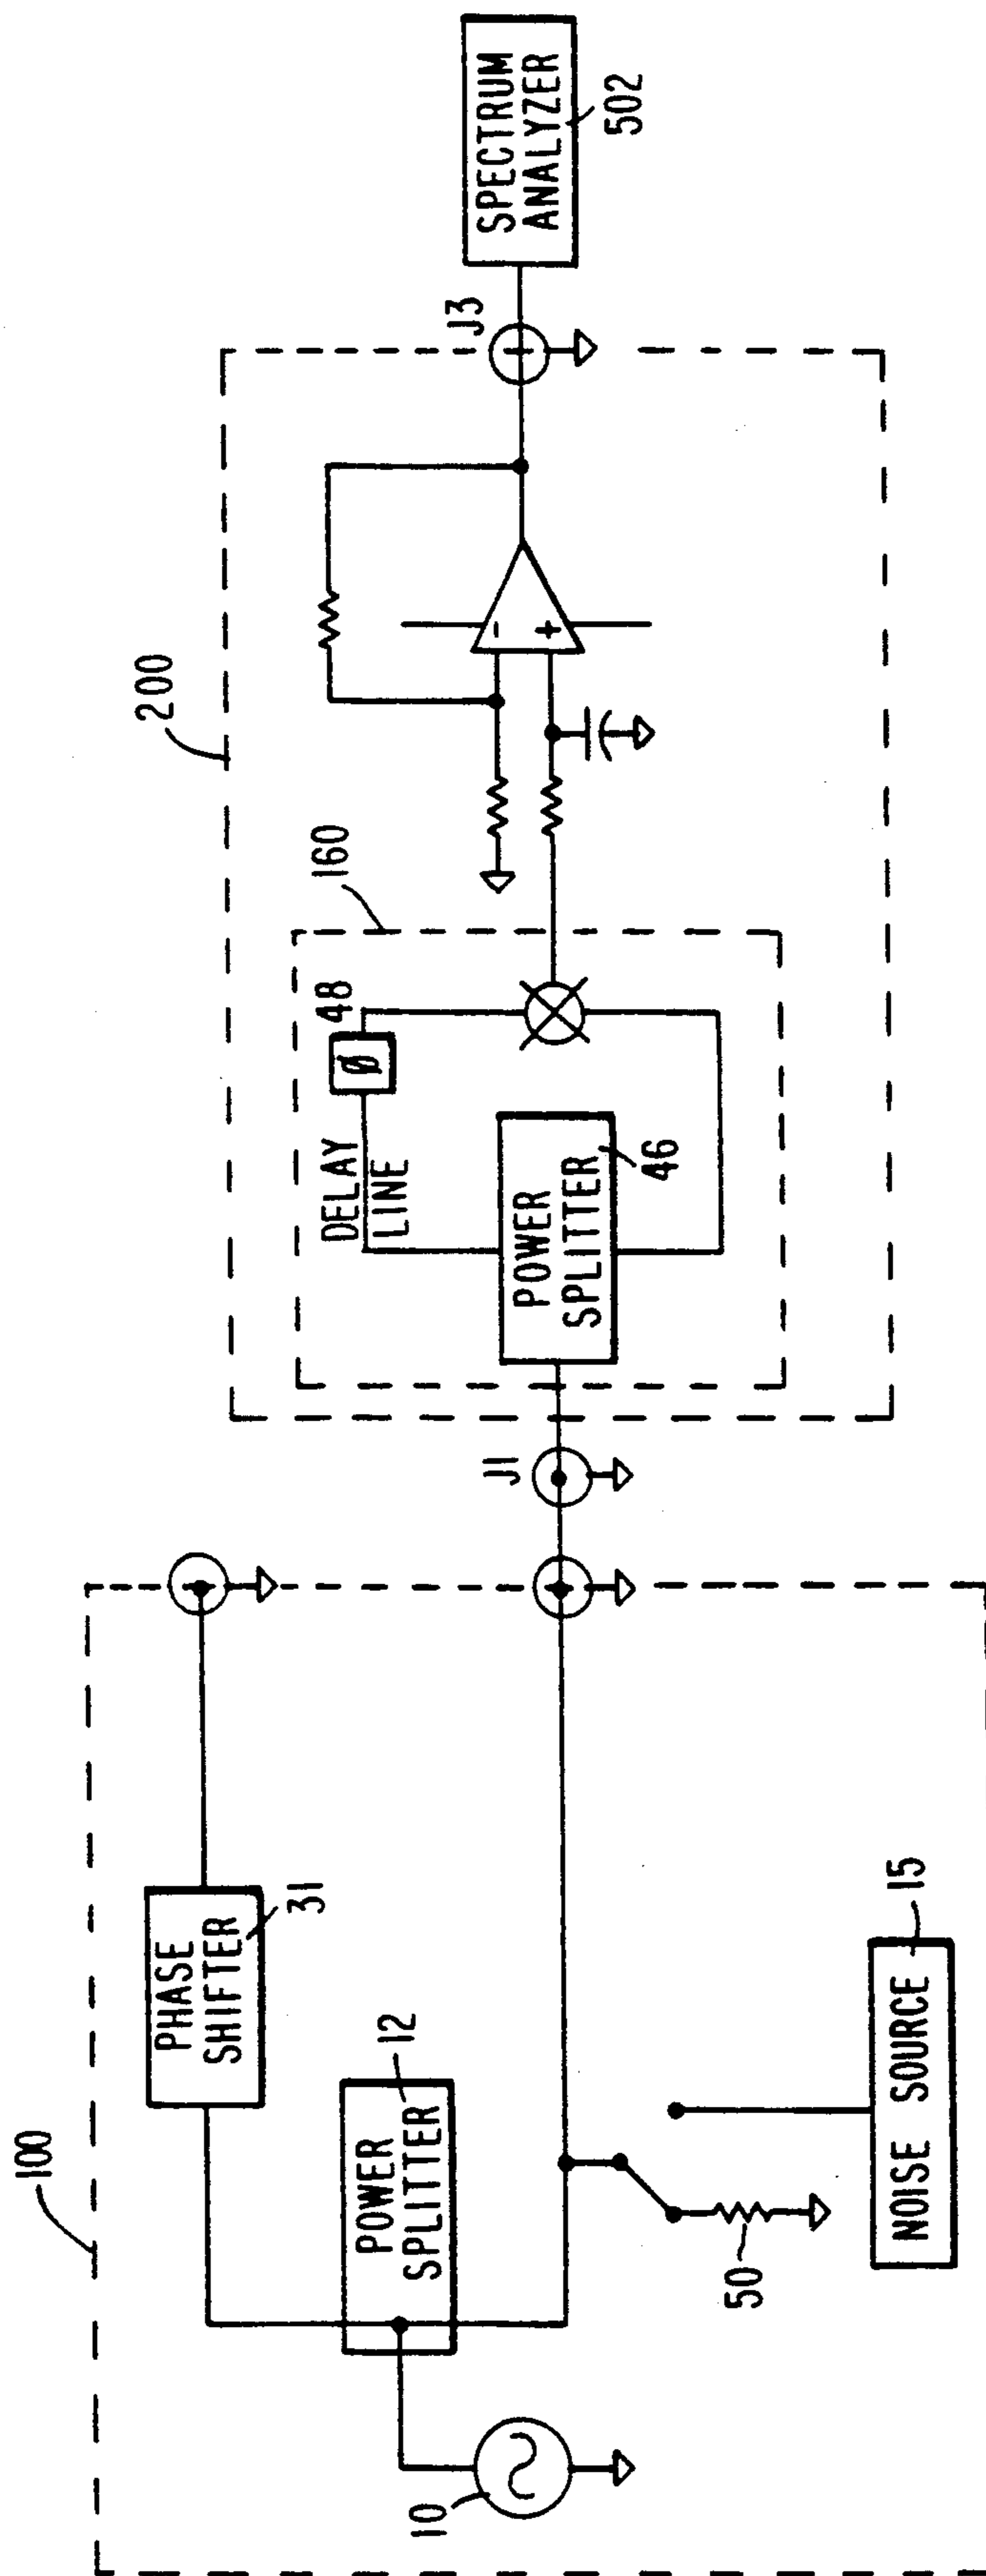 100
10
POWER
SPLITTER
12
PHASE
SHIFTER
31
50
NOISE SOURCE
15
J1
200
160
POWER
SPLITTER
46
DELAY
LINE
Ø
48
-
+
J3
SPECTRUM
ANALYZER
502